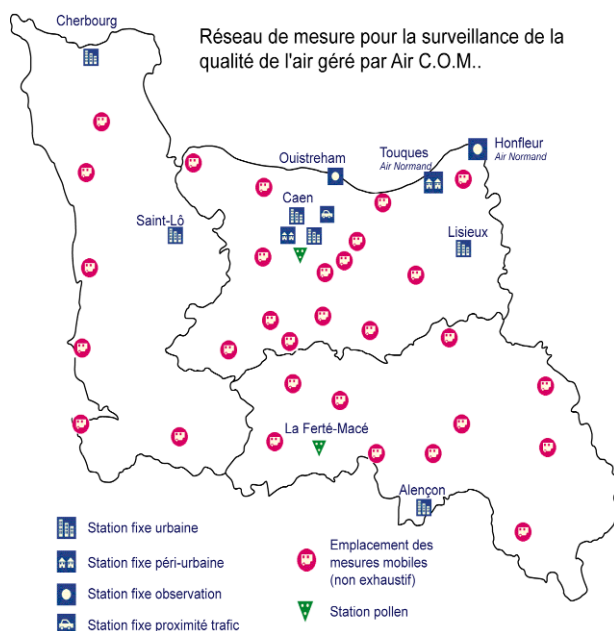 Cherbourg
Réseau de mesure pour la surveillance de la
qualité de l'air géré par Air C.O.M..
Honfleur
Air Normand
Touques
Air Normand
Ouistreham
Caen
Saint-Lô
Lisieux
La Ferté-Macé
Alençon
Station fixe urbaine
Station fixe péri-urbaine
Station fixe observation
Station fixe proximité trafic
Emplacement des
mesures mobiles
(non exhaustif)
Station pollen